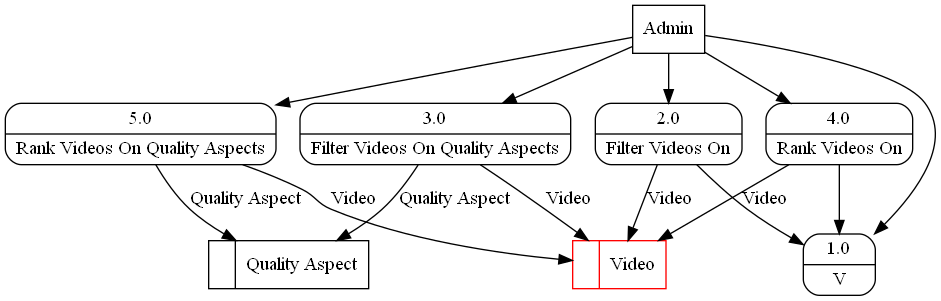 Admin
5.0
Rank Videos On Quality Aspects
3.0
Filter Videos On Quality Aspects
2.0
Filter Videos On
4.0
Rank Videos On
Quality Aspect
Video
Quality Aspect
Video
Video
Video
Quality Aspect
Video
1.0
V